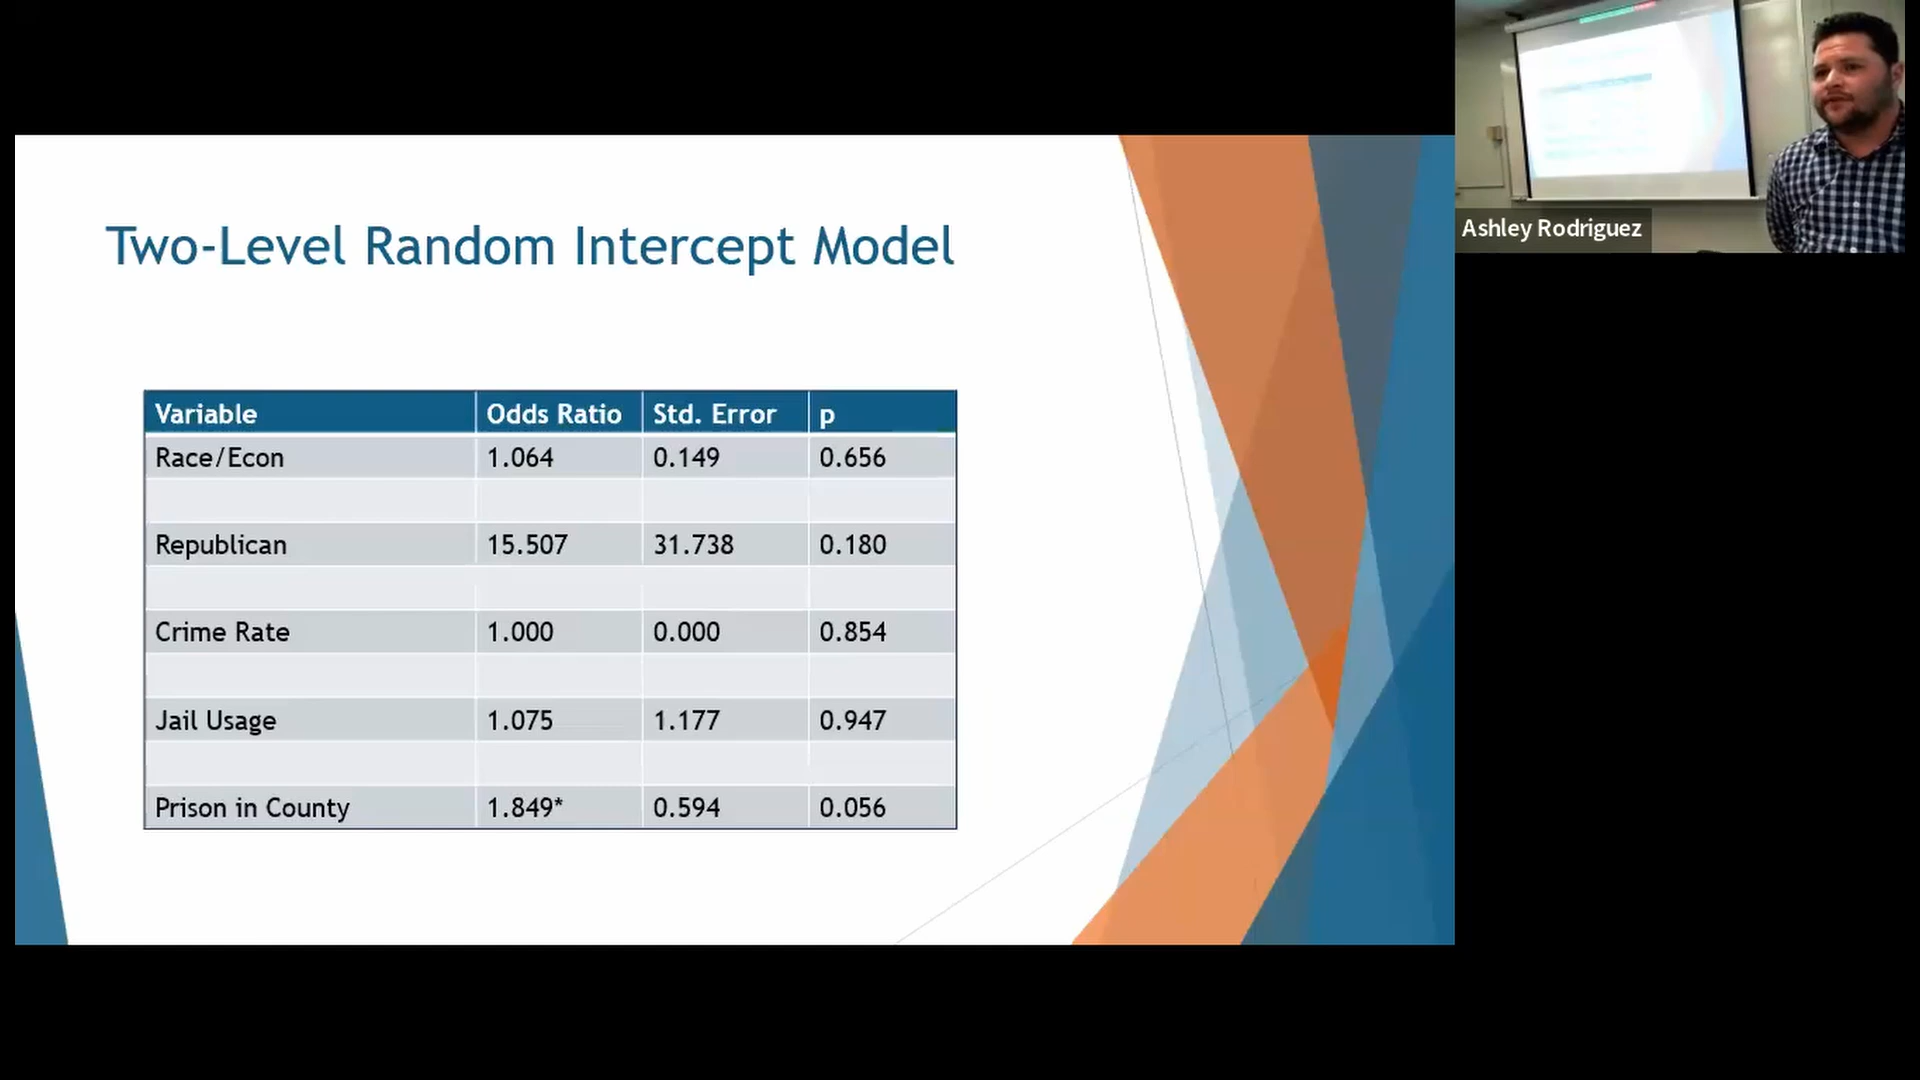 Two-Level Random Intercept Model
Variable Odds Ratio Std. Error p
Race/Econ 1.064 0.149 0.656
Republican 15.507 31.738 0.180
Crime Rate 1.000 0.000 0.854
Jail Usage 1.075 1.177 0.947
Prison in County 1.849* 0.594 0.056
Ashley Rodriguez